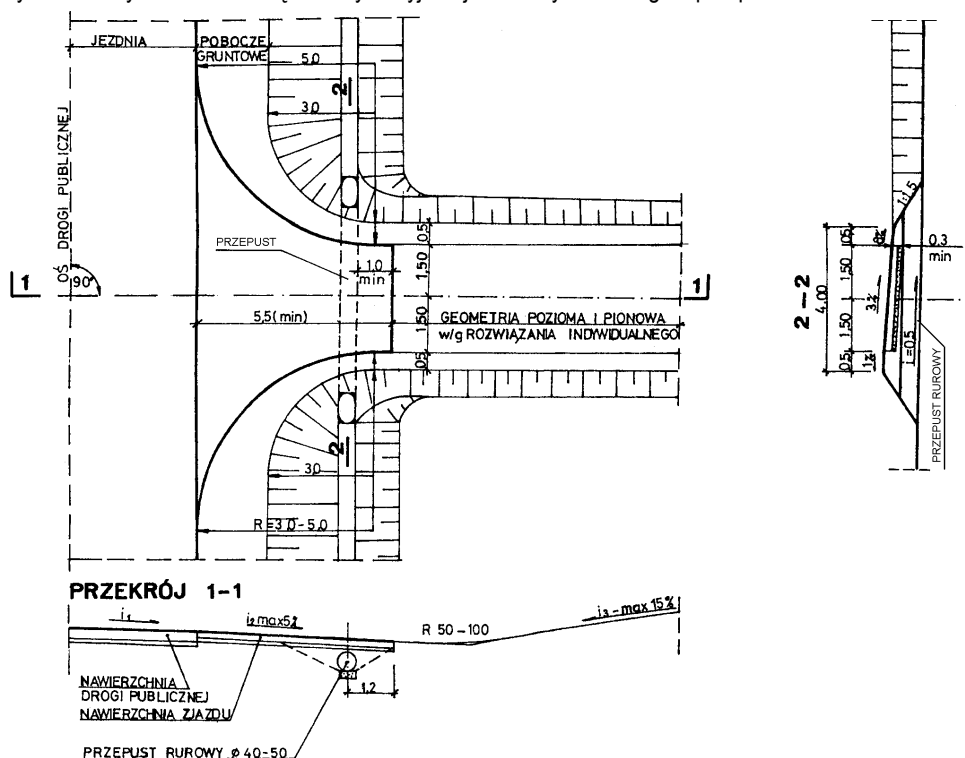 JEZDNIA
POBOCZE
GRUNTOWE
5,0
2
3,0
OŚ DROGI PUBLICZNEJ
PRZEPUST
1,0
min
0,5
1,50
1
90°
1
5,5 (min)
GEOMETRIA POZIOMA I PIONOWA
w/g ROZWIĄZANIA INDYWIDUALNEGO
1,50
0,5
2
3,0
R=3,0-5,0
1:1,5
0,3
min
0,5
1,50
1,50
0,5
4,00
2-2
8%
3%
i=0,5
PRZEPUST RUROWY
PRZEKRÓJ 1-1
i1
i2 max5%
R 50-100
i3-max 15%
1,2
NAWIERZCHNIA
DROGI PUBLICZNEJ
NAWIERZCHNIA ZJAZDU
PRZEPUST RUROWY ø 40-50